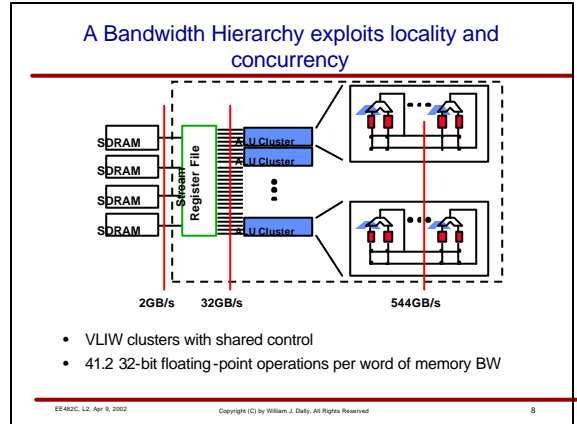 A Bandwidth Hierarchy exploits locality and
concurrency
SDRAM
SDRAM
SDRAM
SDRAM
Stream
Register File
ALU Cluster
ALU Cluster
ALU Cluster
2GB/s
32GB/s
544GB/s
• VLIW clusters with shared control
• 41.2 32-bit floating-point operations per word of memory BW
EE482C, L2, Apr 9, 2002
Copyright (C) by William J. Dally, All Rights Reserved
8